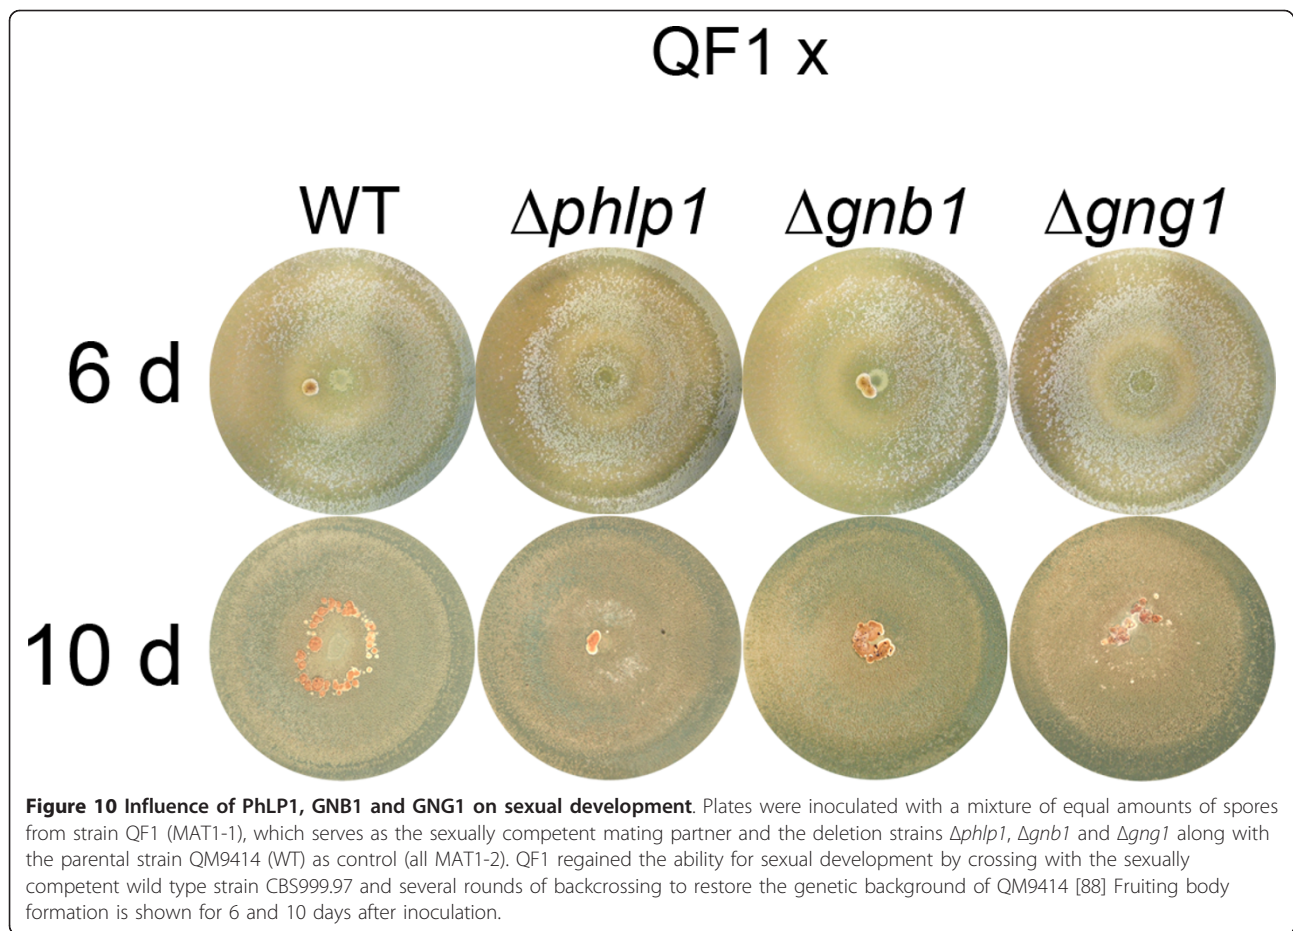 QF1 x
WT Δphlp1 Δgnb1 Δgng1
6 d
10 d
Figure 10 Influence of PhLP1, GNB1 and GNG1 on sexual development. Plates were inoculated with a mixture of equal amounts of spores
from strain QF1 (MAT1-1), which serves as the sexually competent mating partner and the deletion strains Δphlp1, Δgnb1 and Δgng1 along with
the parental strain QM9414 (WT) as control (all MAT1-2). QF1 regained the ability for sexual development by crossing with the sexually
competent wild type strain CBS999.97 and several rounds of backcrossing to restore the genetic background of QM9414 [88] Fruiting body
formation is shown for 6 and 10 days after inoculation.